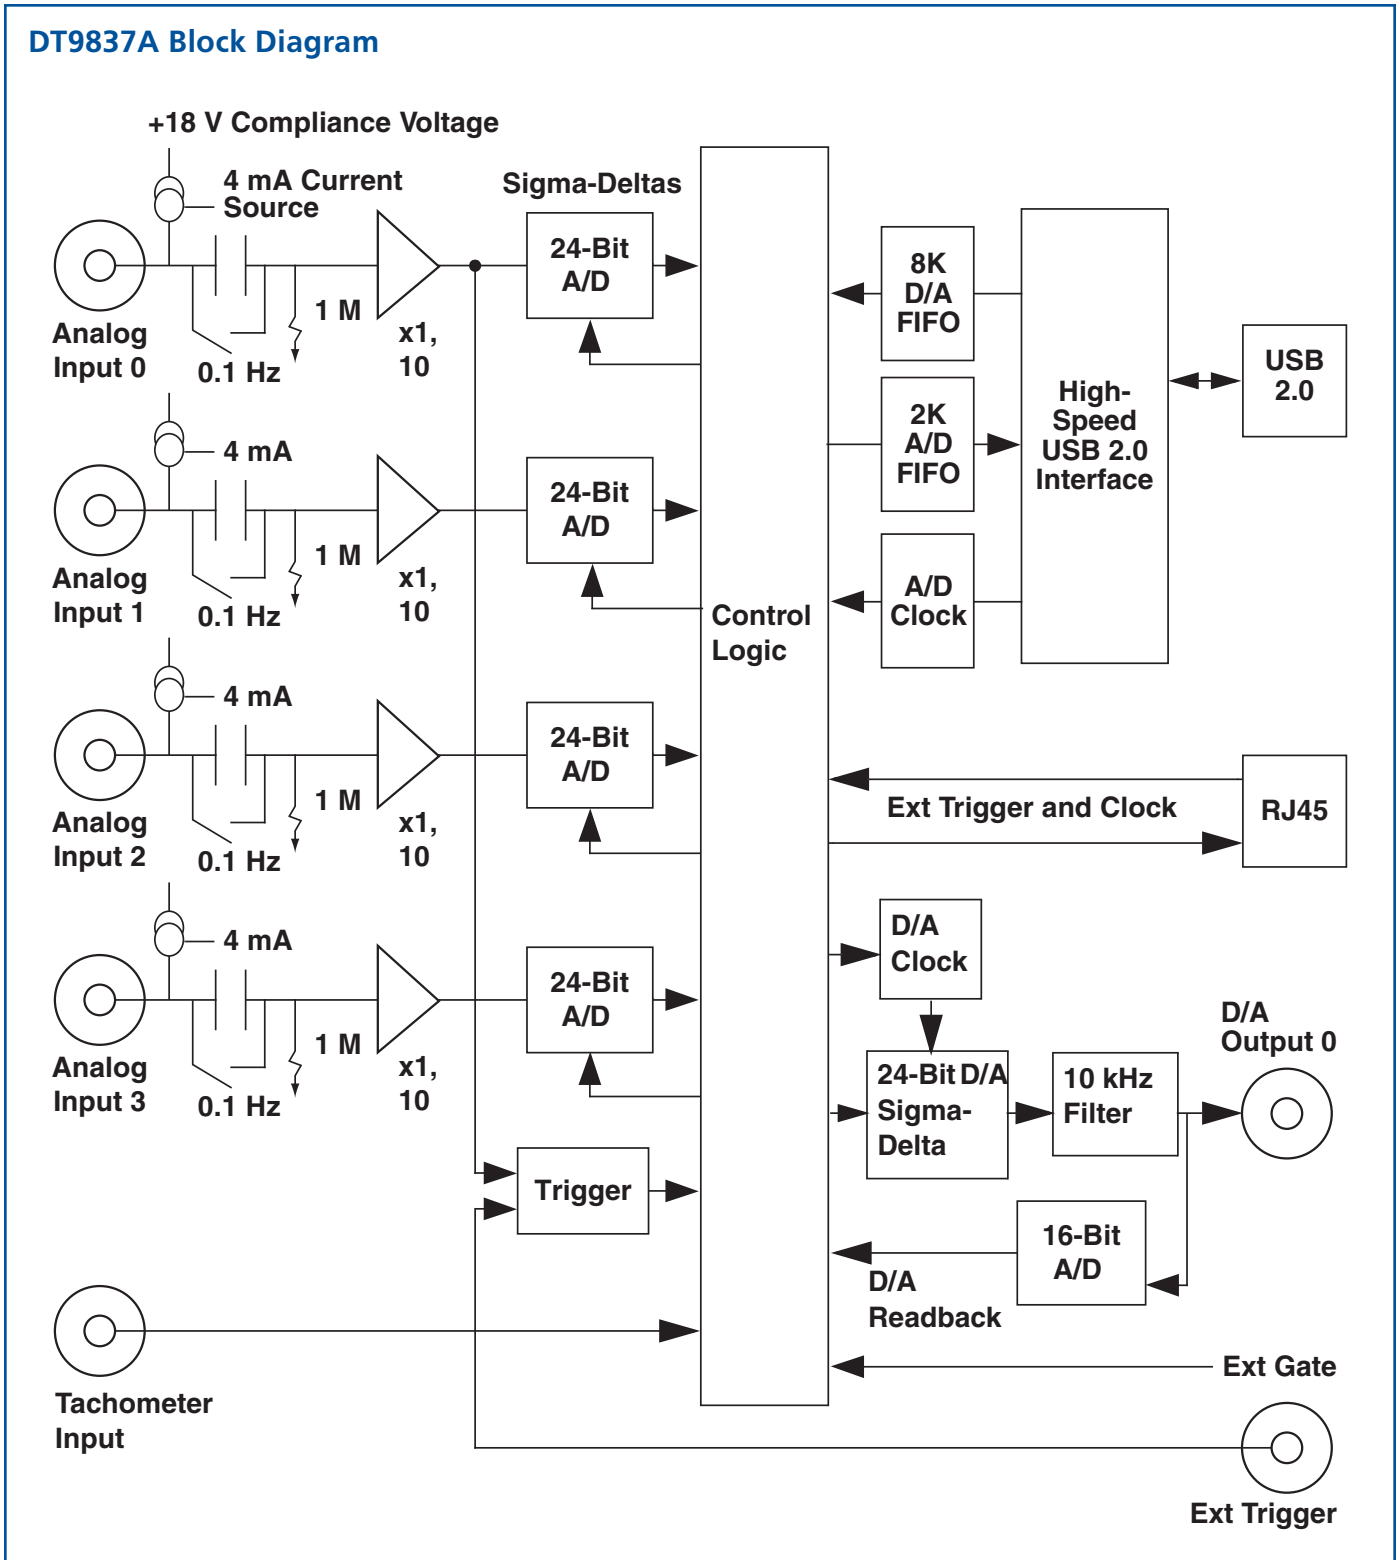 DT9837A Block Diagram
+18 V Compliance Voltage
4 mA Current
Source
Sigma-Deltas
Analog
Input 0
0.1 Hz
1 M
x1,
10
24-Bit
A/D
4 mA
Analog
Input 1
0.1 Hz
1 M
x1,
10
24-Bit
A/D
4 mA
Analog
Input 2
0.1 Hz
1 M
x1,
10
24-Bit
A/D
4 mA
Analog
Input 3
0.1 Hz
1 M
x1,
10
24-Bit
A/D
Trigger
Tachometer
Input
Control
Logic
8K
D/A
FIFO
2K
A/D
FIFO
A/D
Clock
High-
Speed
USB 2.0
Interface
USB
2.0
Ext Trigger and Clock
RJ45
D/A
Clock
24-Bit D/A
Sigma-
Delta
10 kHz
Filter
D/A
Output 0
16-Bit
A/D
D/A
Readback
Ext Gate
Ext Trigger